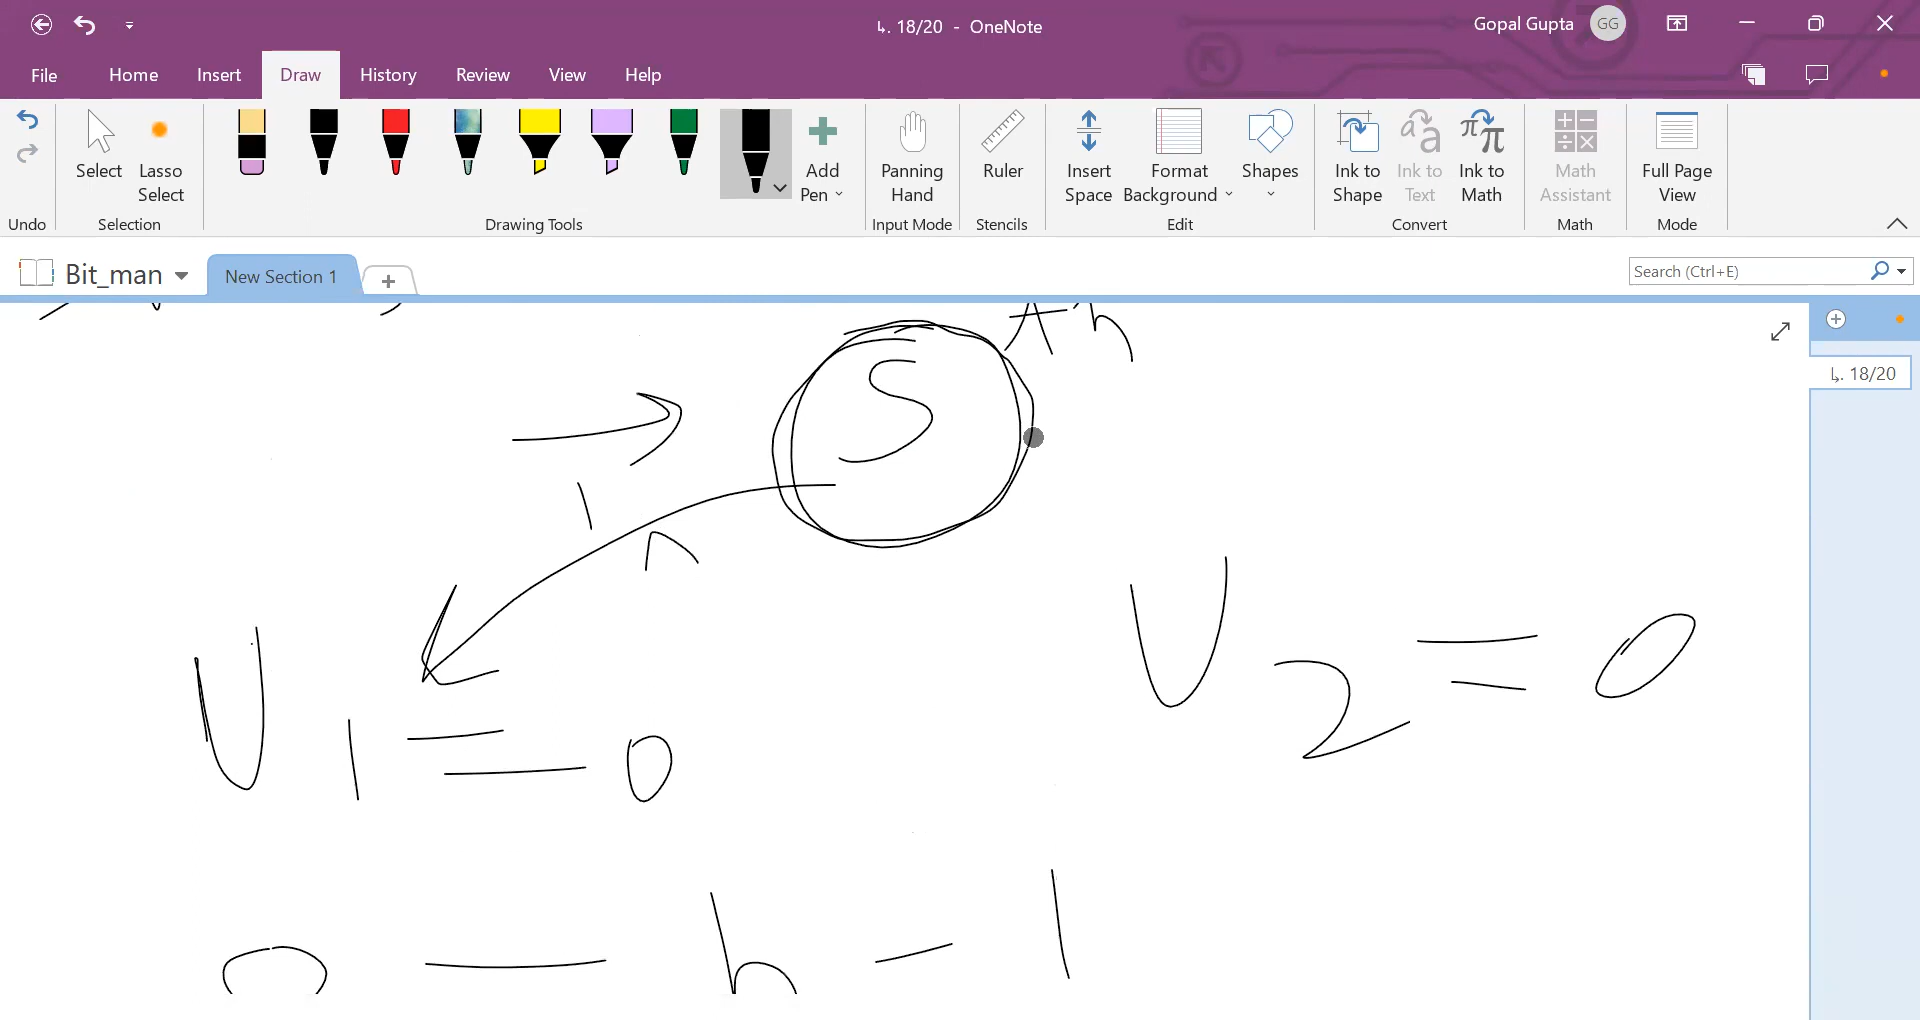 ↳. 18/20 - OneNote
Gopal Gupta GG
File Home Insert Draw History Review View Help
Select
Lasso Select
Add Pen
Panning Hand
Ruler
Insert Space
Format Background
Shapes
Ink to Shape
Ink to Text
Ink to Math
Math Assistant
Full Page View
Undo Selection Drawing Tools Input Mode Stencils Edit Convert Math Mode
Bit_man New Section 1
Search (Ctrl+E)
↳. 18/20
S
U1 = 0
U2 = 0